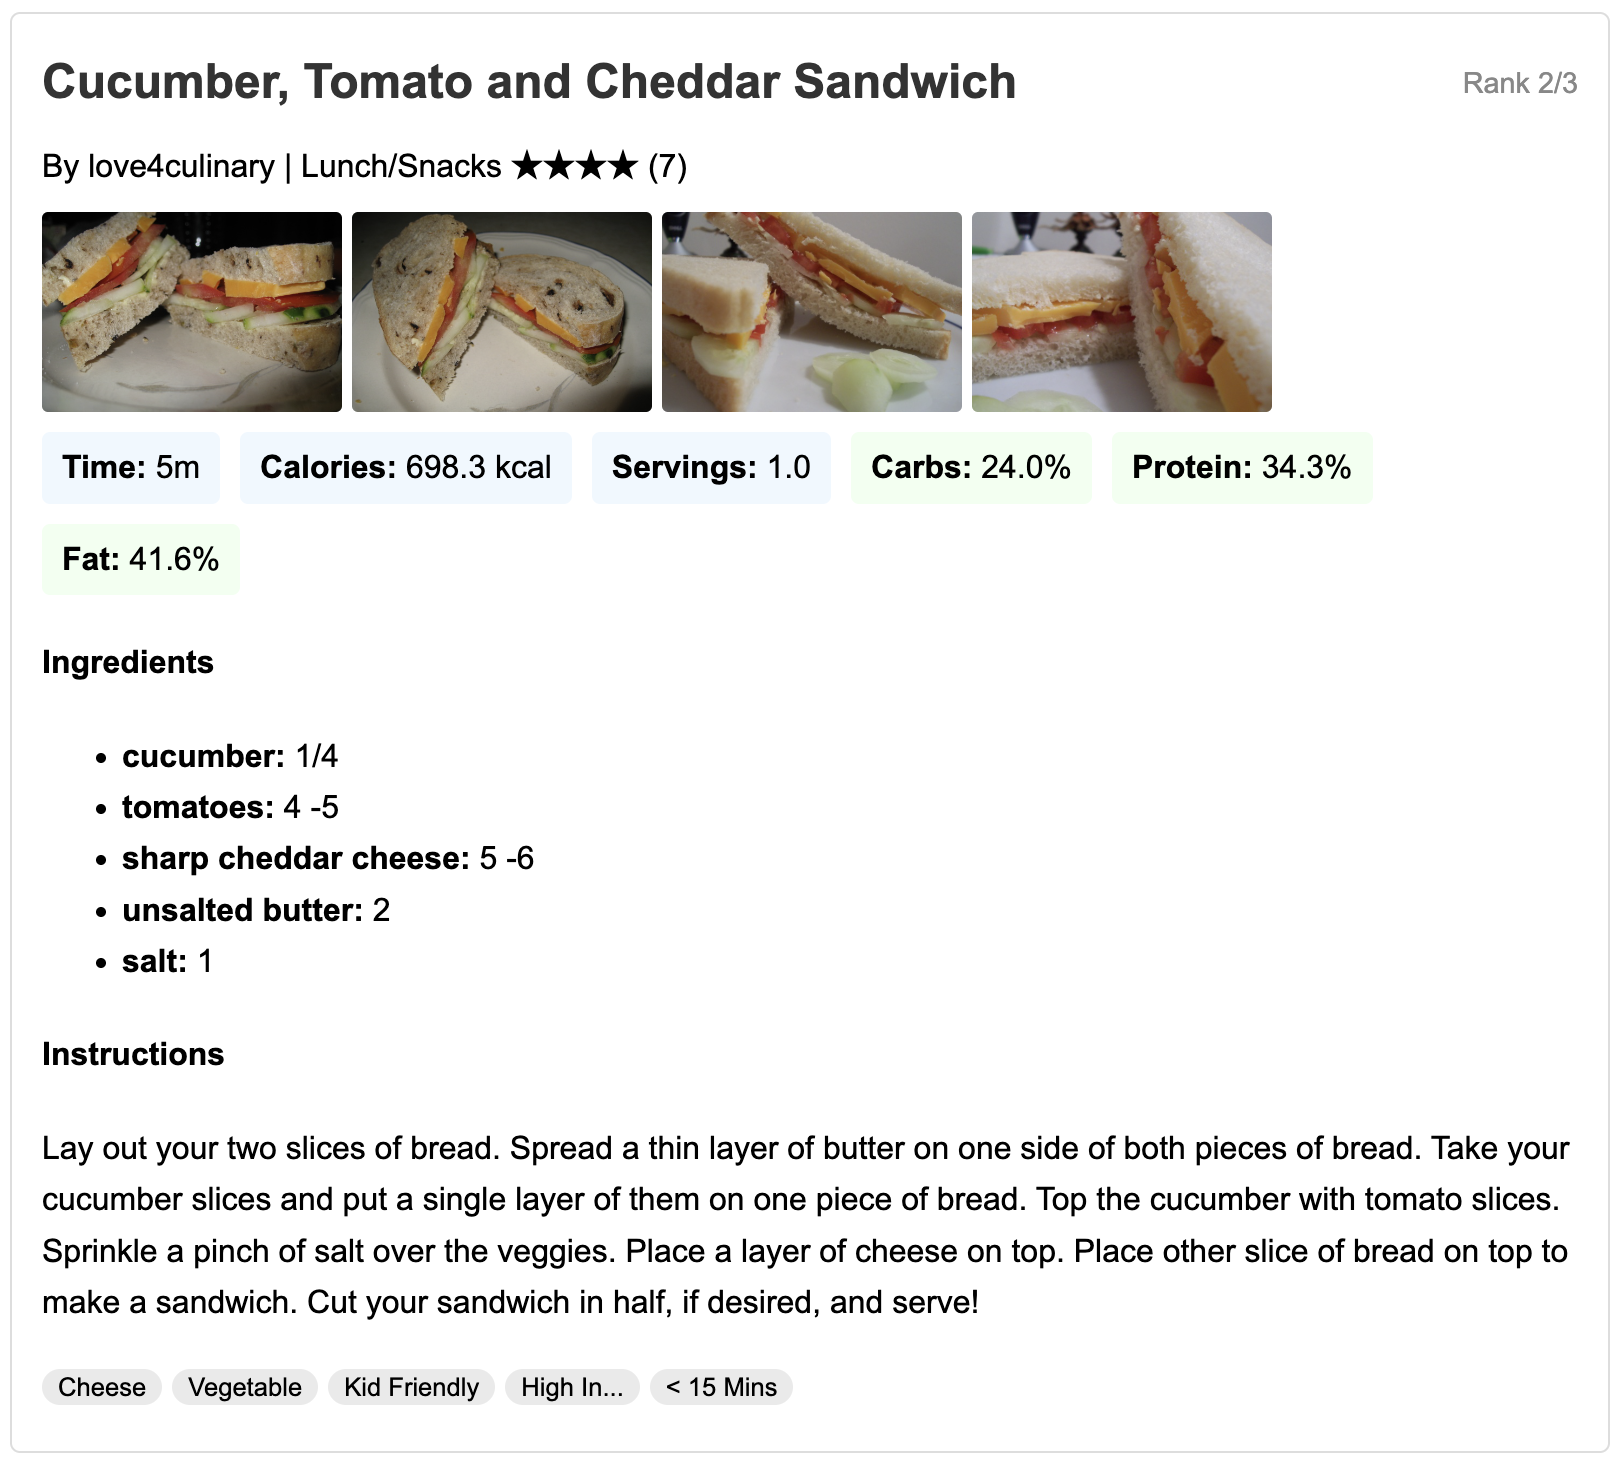 Cucumber, Tomato and Cheddar Sandwich
Rank 2/3
By love4culinary | Lunch/Snacks ★★★★ (7)
Time: 5m
Calories: 698.3 kcal
Servings: 1.0
Carbs: 24.0%
Protein: 34.3%
Fat: 41.6%
Ingredients
• cucumber: 1/4
• tomatoes: 4 -5
• sharp cheddar cheese: 5 -6
• unsalted butter: 2
• salt: 1
Instructions
Lay out your two slices of bread. Spread a thin layer of butter on one side of both pieces of bread. Take your
cucumber slices and put a single layer of them on one piece of bread. Top the cucumber with tomato slices.
Sprinkle a pinch of salt over the veggies. Place a layer of cheese on top. Place other slice of bread on top to
make a sandwich. Cut your sandwich in half, if desired, and serve!
Cheese
Vegetable
Kid Friendly
High In...
< 15 Mins